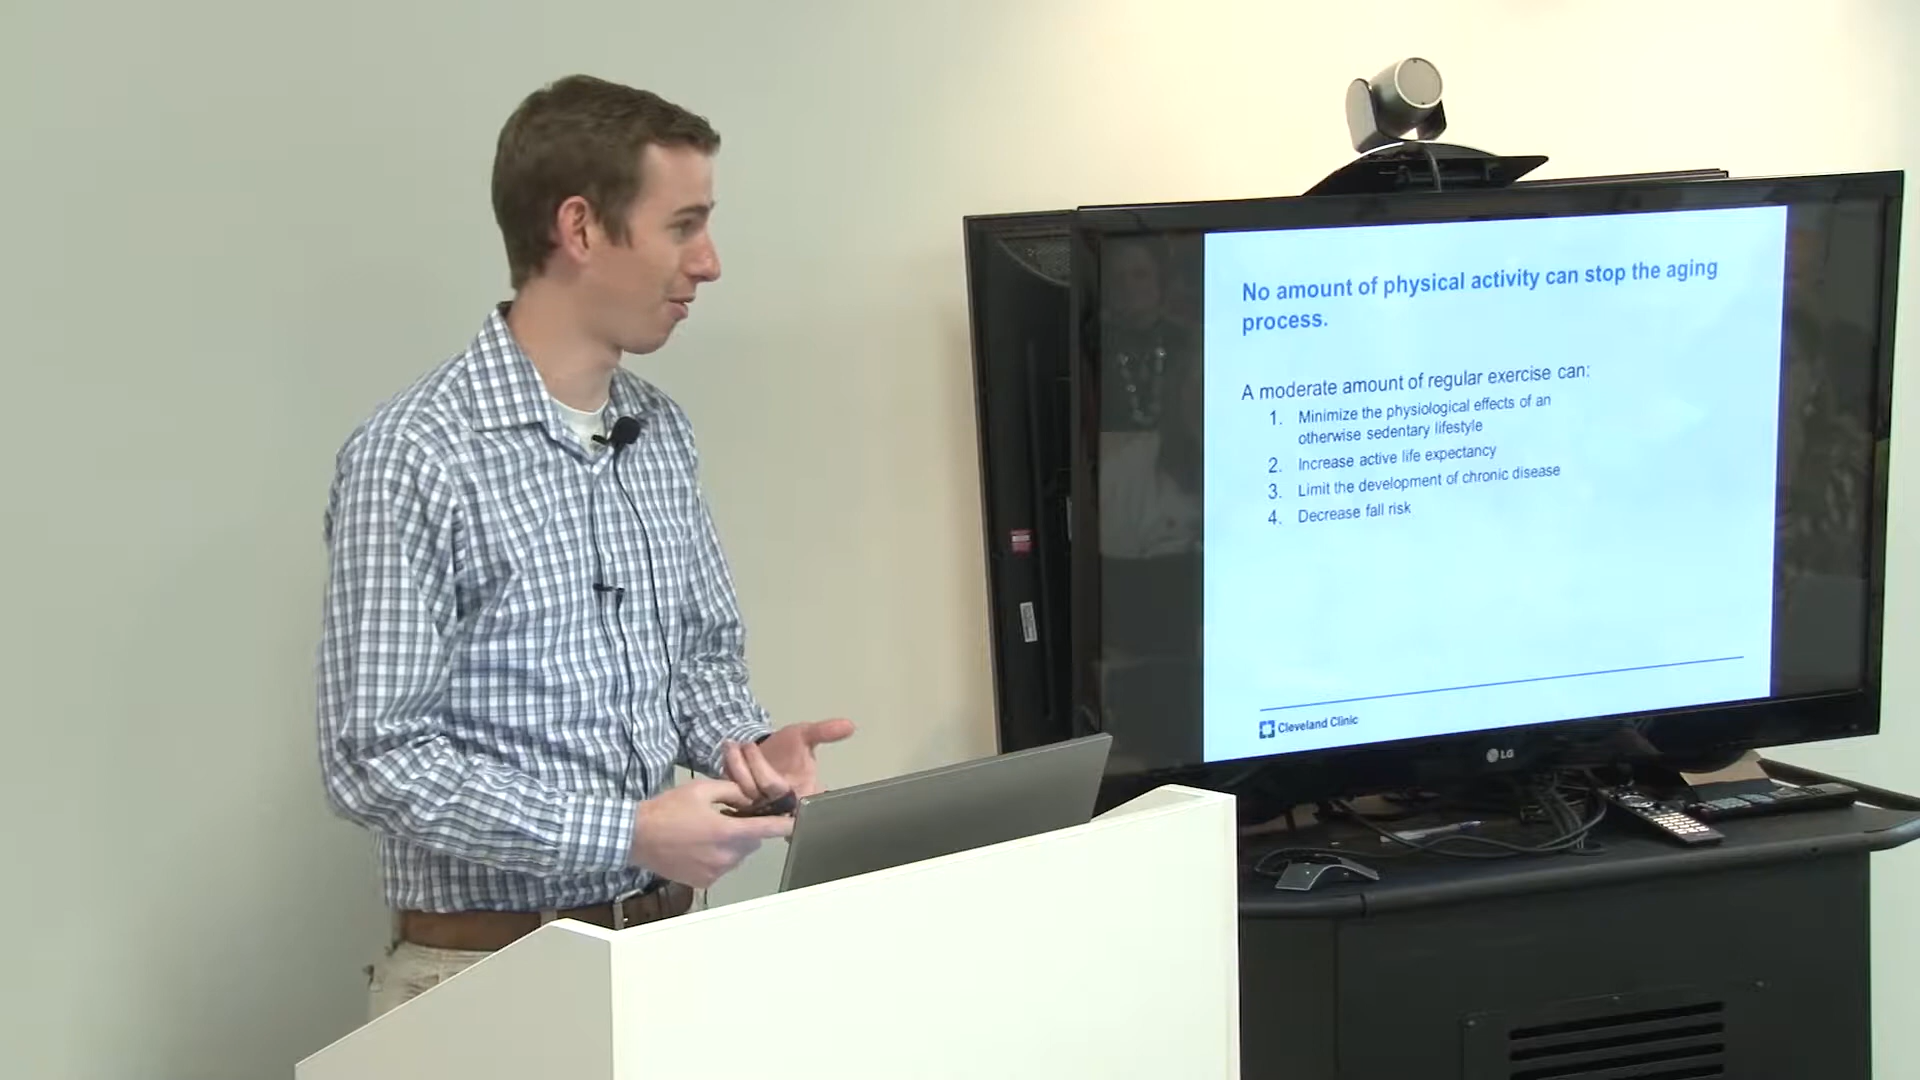 No amount of physical activity can stop the aging
process.
A moderate amount of regular exercise can:
1. Minimize the physiological effects of an
otherwise sedentary lifestyle
2. Increase active life expectancy
3. Limit the development of chronic disease
4. Decrease fall risk
Cleveland Clinic
LG